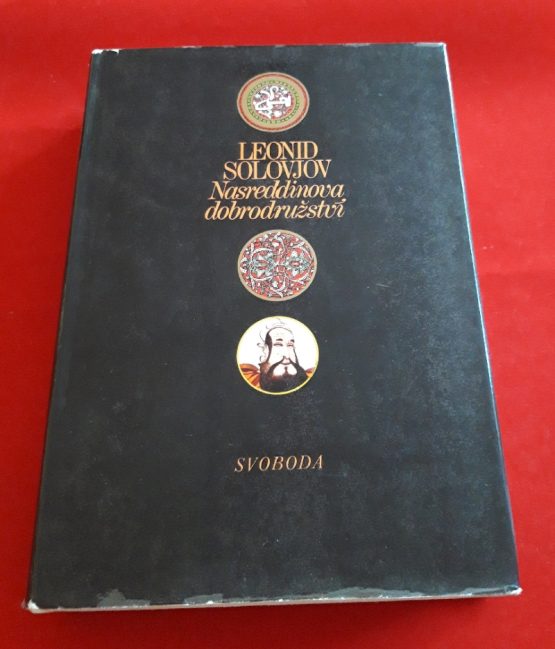 LEONID
SOLOVJOV
Nasreddinova
dobrodružství
SVOBODA